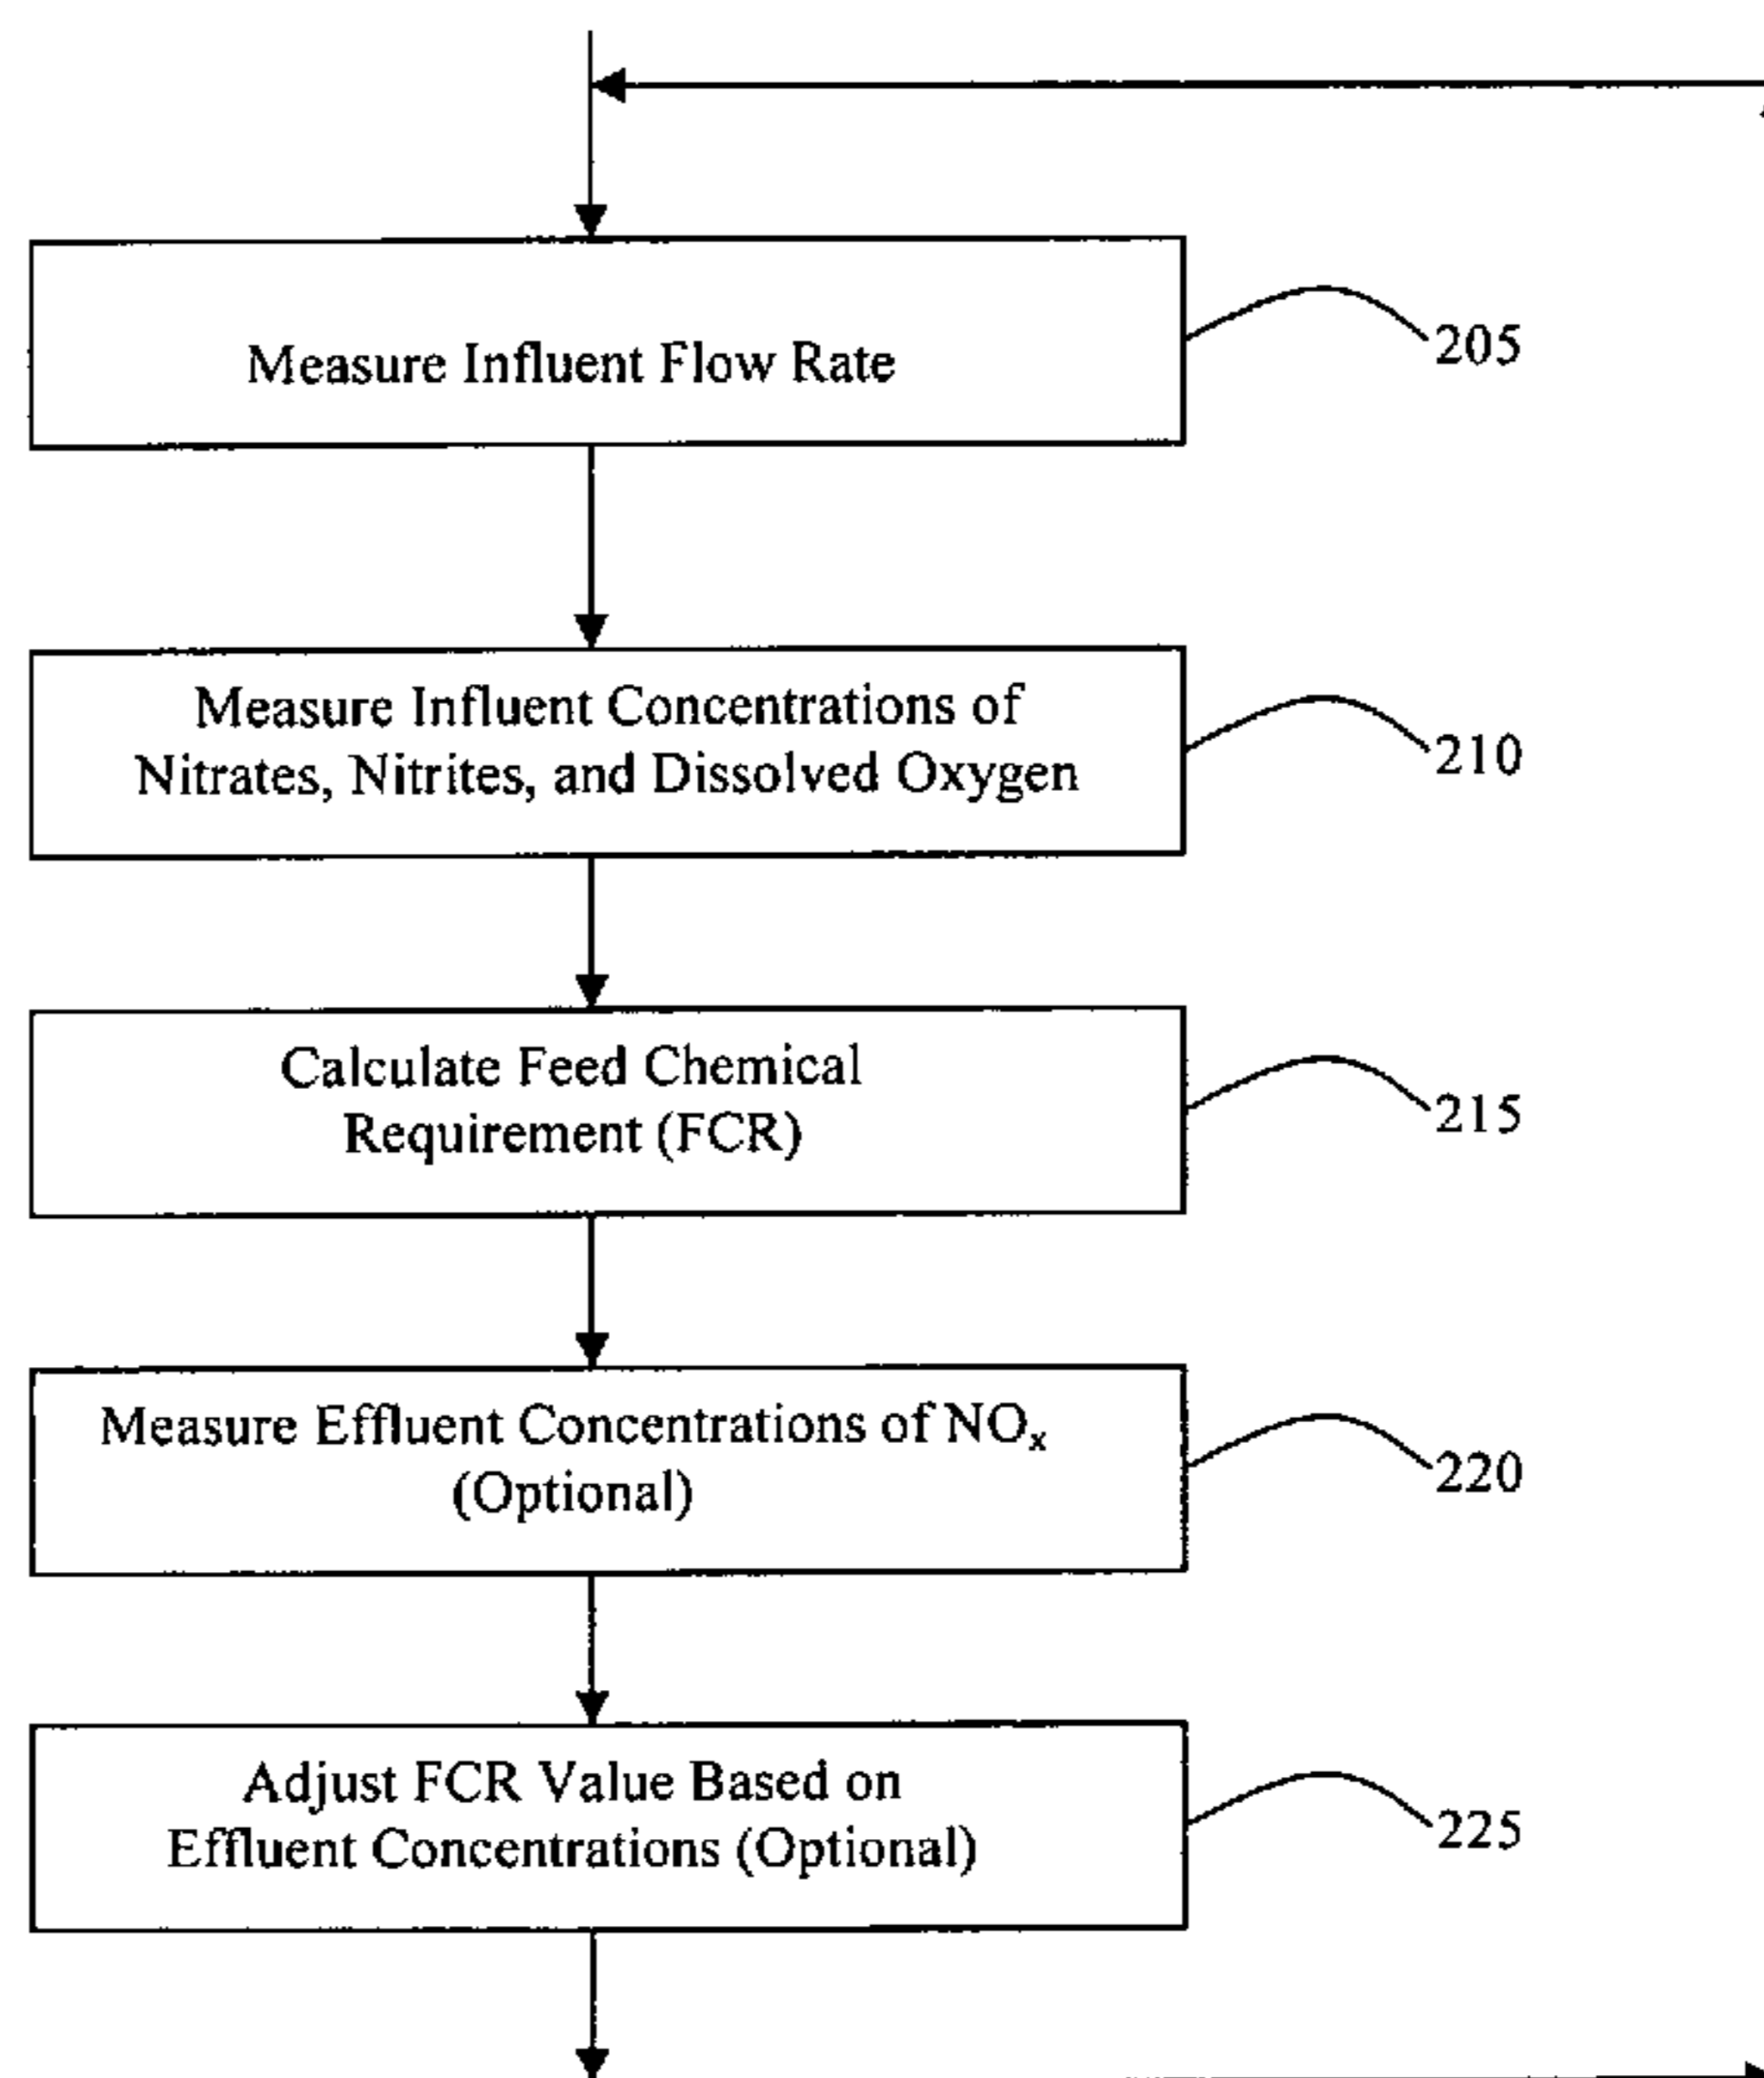 Measure Influent Flow Rate
205
Measure Influent Concentrations of
Nitrates, Nitrites, and Dissolved Oxygen
210
Calculate Feed Chemical
Requirement (FCR)
215
Measure Effluent Concentrations of NOₓ
(Optional)
220
Adjust FCR Value Based on
Effluent Concentrations (Optional)
225